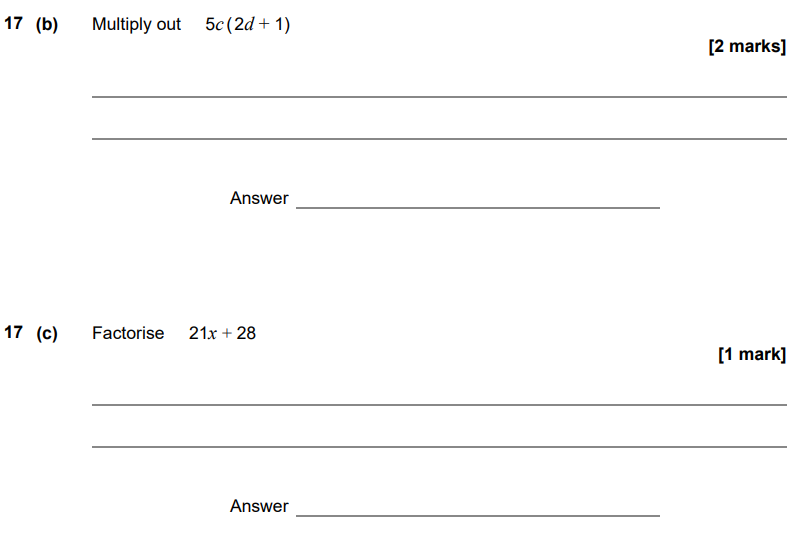 17 (b) Multiply out 5c(2d + 1)
[2 marks]
Answer
17 (c) Factorise 21x + 28
[1 mark]
Answer